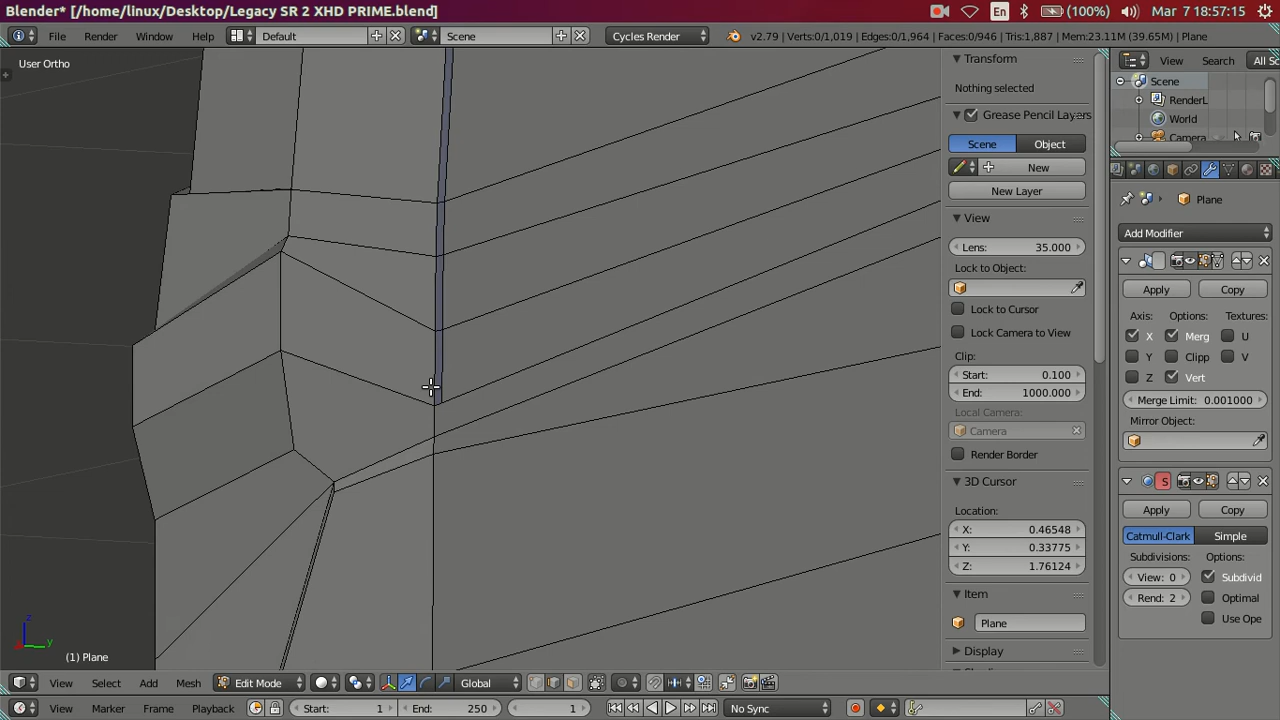 Blender* [/home/linux/Desktop/Legacy SR 2 XHD PRIME.blend] En (100%) Mar 7 18:57:15
File Render Window Help Default Scene Cycles Render v2.79 | Verts:0/1,019 | Edges:0/1,964 | Faces:0/946 | Tris:1,887 | Mem:23.11M (39.65M) | Plane
User Ortho
Transform
Nothing selected
Grease Pencil Layers
Scene Object
New
New Layer
View
Lens: 35.000
Lock to Object:
Lock to Cursor
Lock Camera to View
Clip:
Start: 0.100
End: 1000.000
Local Camera:
Camera
Render Border
3D Cursor
Location:
X: 0.46548
Y: 0.33775
Z: 1.76124
Item
Plane
Display
View Search All Sc
Scene
RenderL
World
Camera
Plane
Add Modifier
Apply Copy
Axis: Options: Textures:
X Merg U
Y Clipp V
Z Vert
Merge Limit: 0.001000
Mirror Object:
S
Apply Copy
Catmull-Clark Simple
Subdivisions: Options:
View: 0 Subdivid
Rend: 2 Optimal
Use Ope
z
y
(1) Plane
View Select Add Mesh Edit Mode Global
View Marker Frame Playback Start: 1 End: 250 1 No Sync